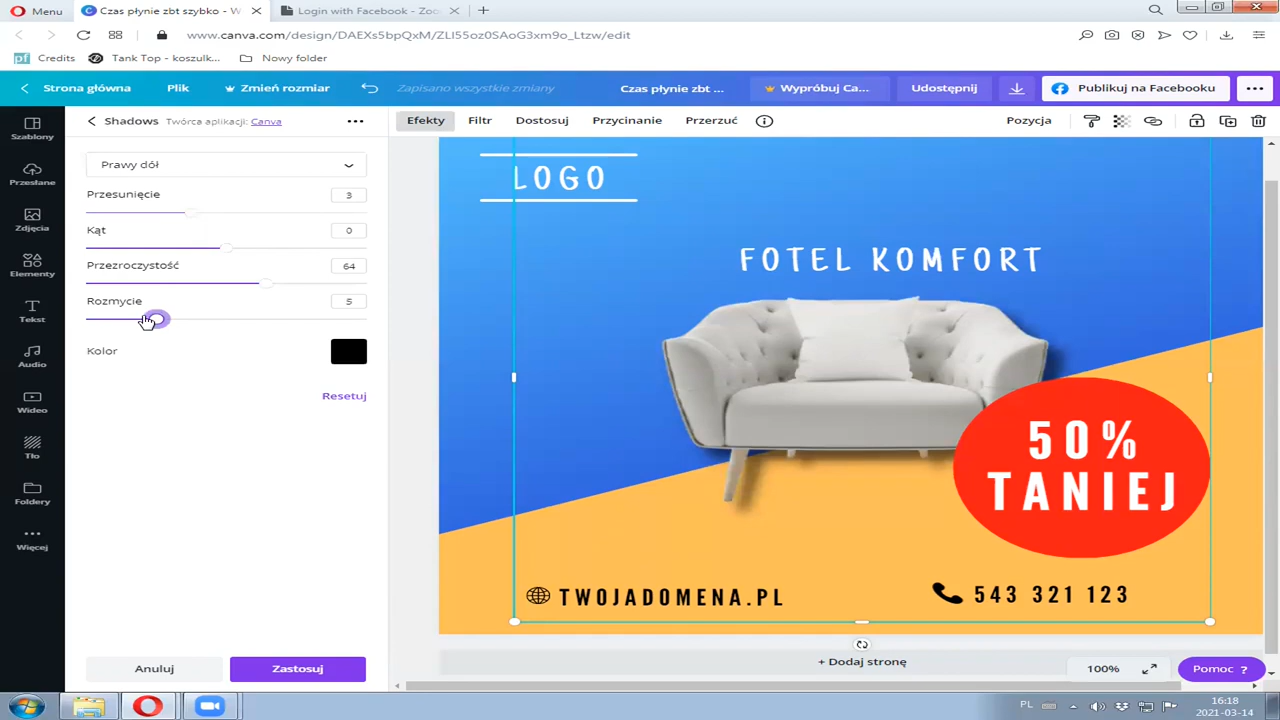 Menu
Czas płynie zbt szybko - W
Login with Facebook - Zoo
www.canva.com/design/DAEXs5bpQxM/ZLl55oz0SAoG3xm9o_Ltzw/edit
Credits
Tank Top - koszulk...
Nowy folder
Strona główna
Plik
Zmień rozmiar
Zapisano wszystkie zmiany
Czas płynie zbt ...
Wypróbuj Ca...
Udostępnij
Publikuj na Facebooku
Szablony
Przesłane
Zdjęcia
Elementy
Tekst
Audio
Wideo
Tło
Foldery
Więcej
Shadows
Twórca aplikacji: Canva
Prawy dół
Przesunięcie
3
Kąt
0
Przezroczystość
64
Rozmycie
5
Kolor
Resetuj
Anuluj
Zastosuj
Efekty
Filtr
Dostosuj
Przycinanie
Przerzuć
Pozycja
LOGO
FOTEL KOMFORT
50%
TANIEJ
TWOJADOMENA.PL
543 321 123
+ Dodaj stronę
100%
Pomoc ?
PL
16:18
2021-03-14